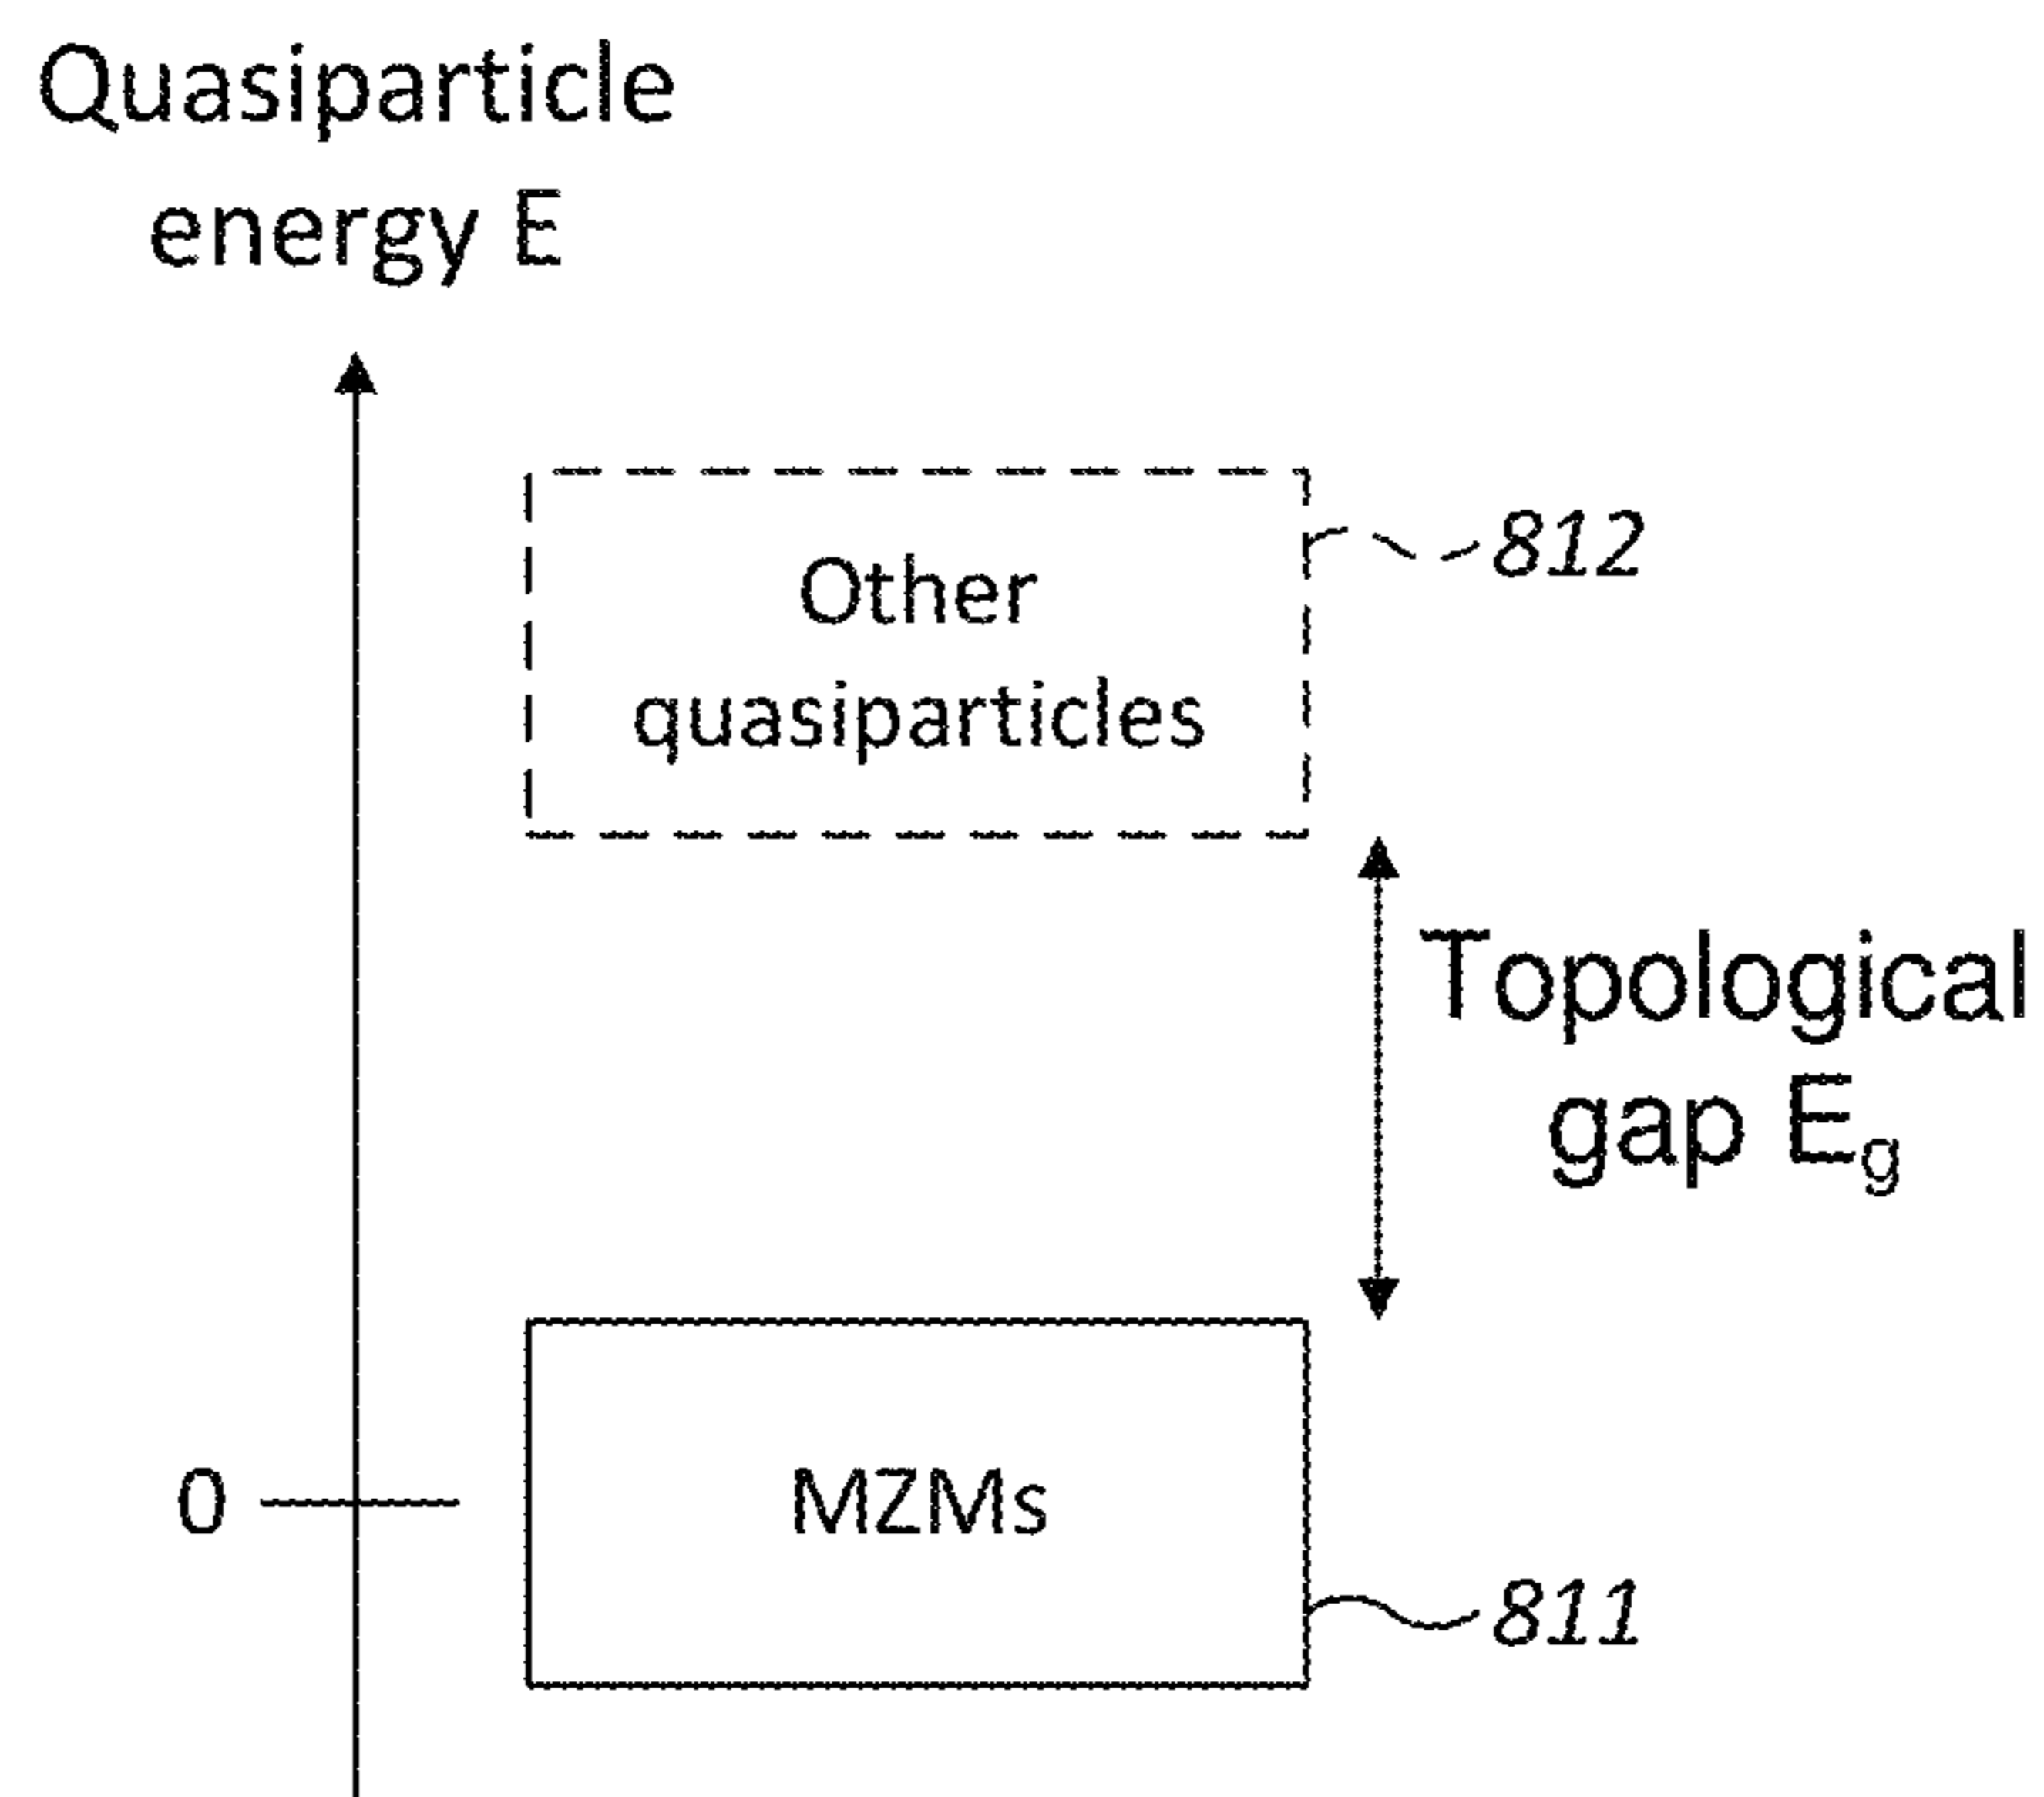 Quasiparticle
energy E
Other
quasiparticles
812
Topological
gap Eg
0
MZMs
811